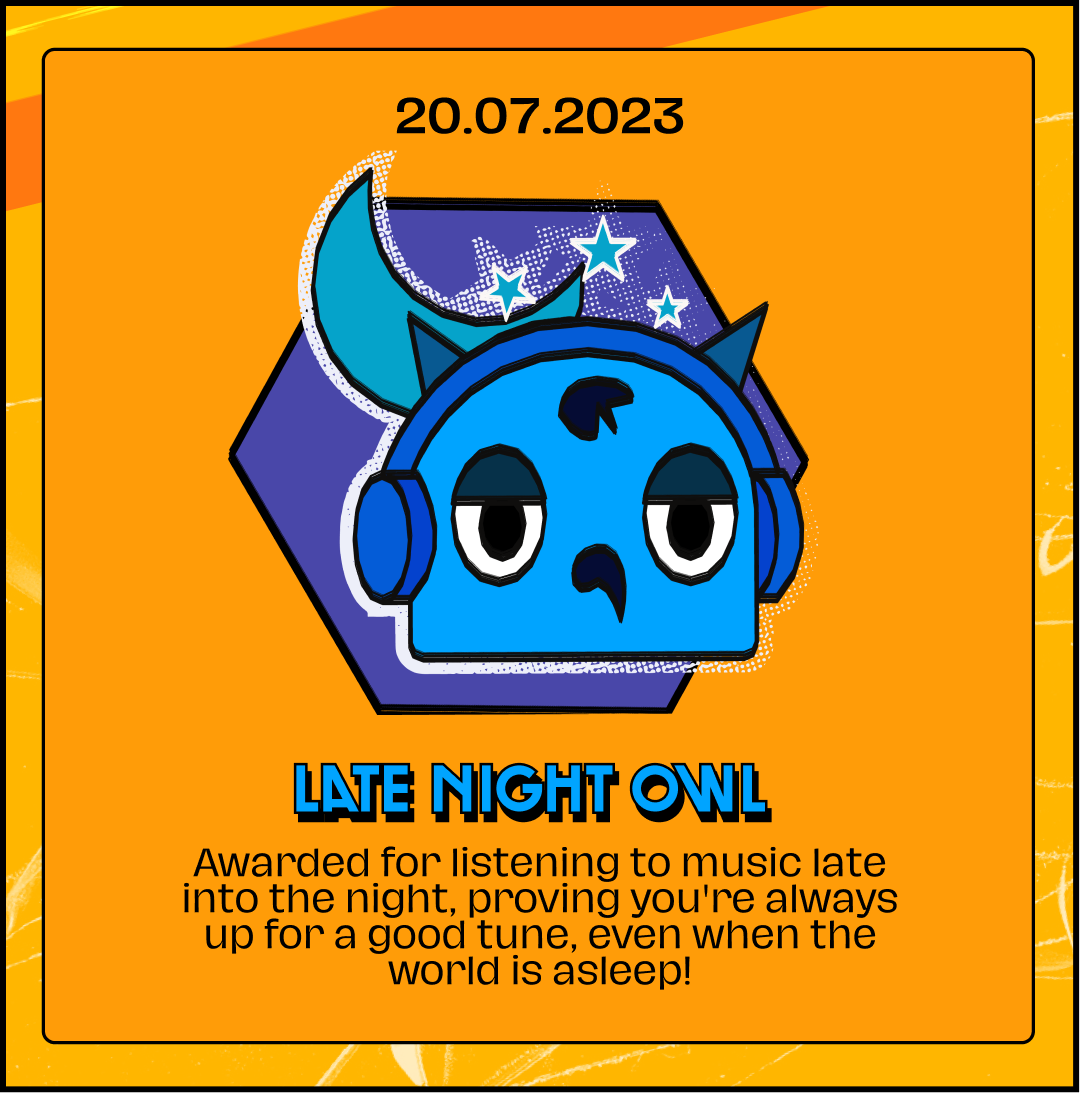 20.07.2023
LATE NIGHT OWL
Awarded for listening to music late
into the night, proving you're always
up for a good tune, even when the
world is asleep!